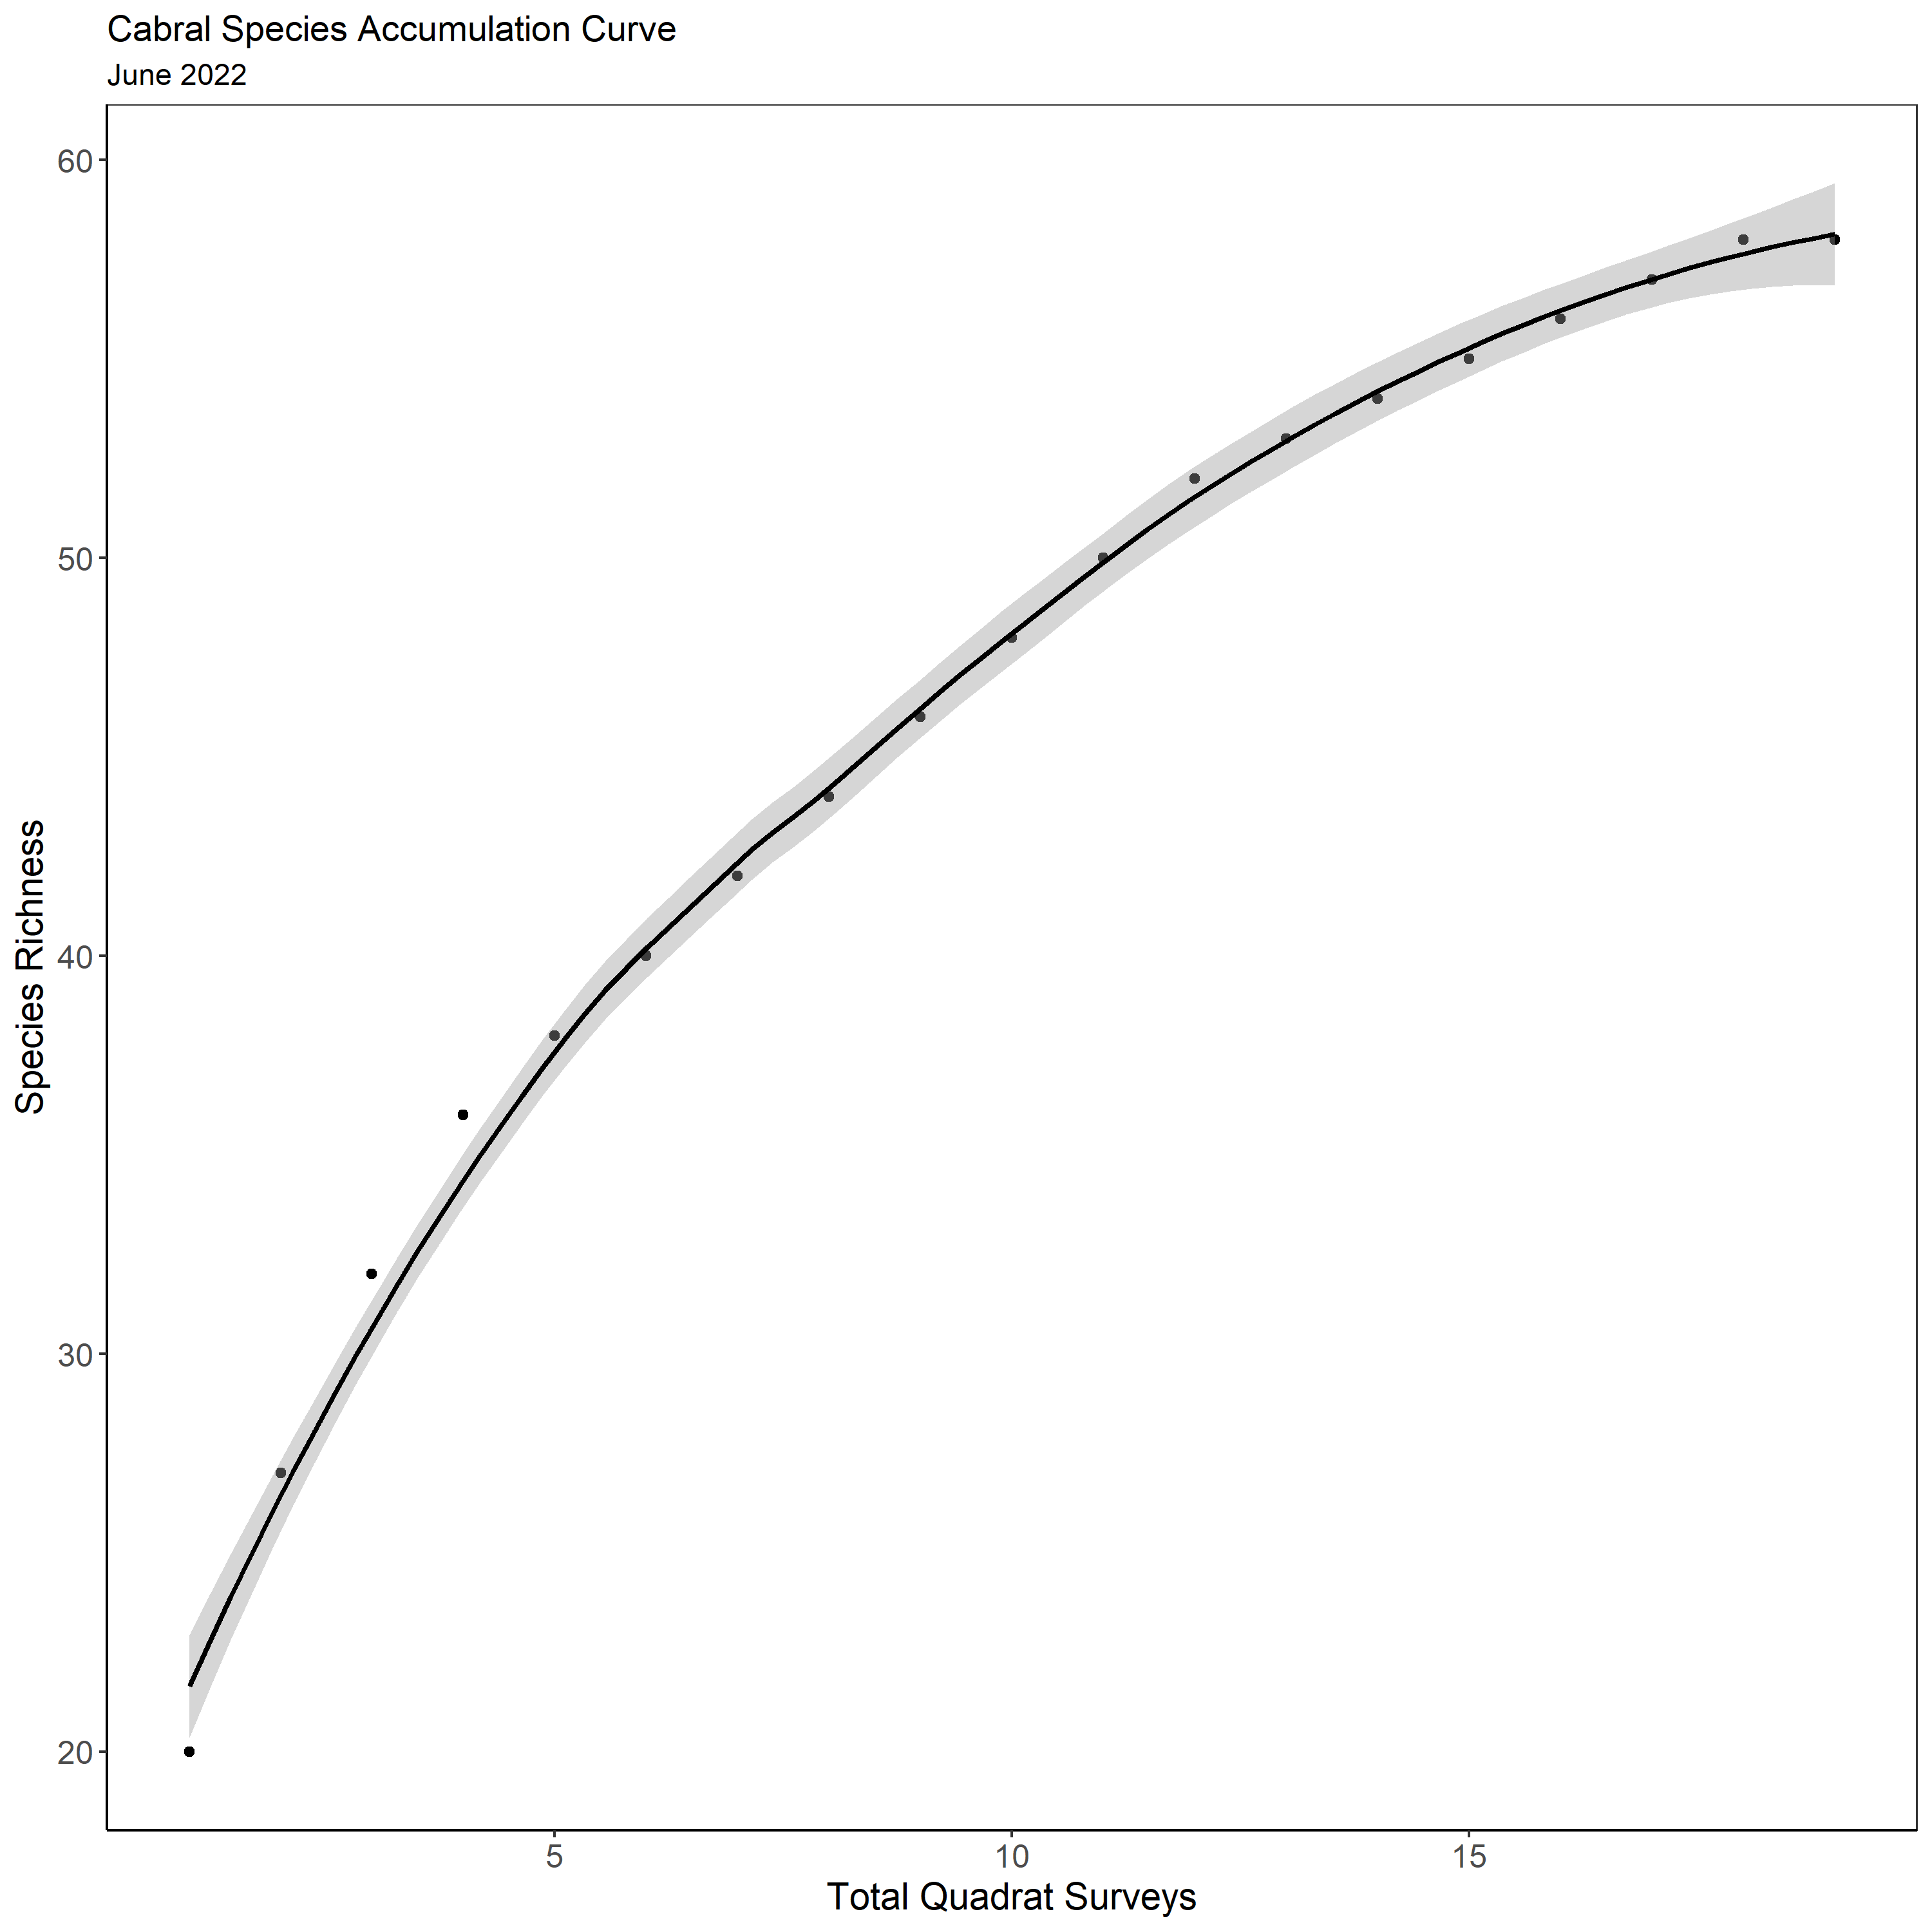 Cabral Species Accumulation Curve
June 2022
60
50
40
30
20
Species Richness
5
10
15
Total Quadrat Surveys